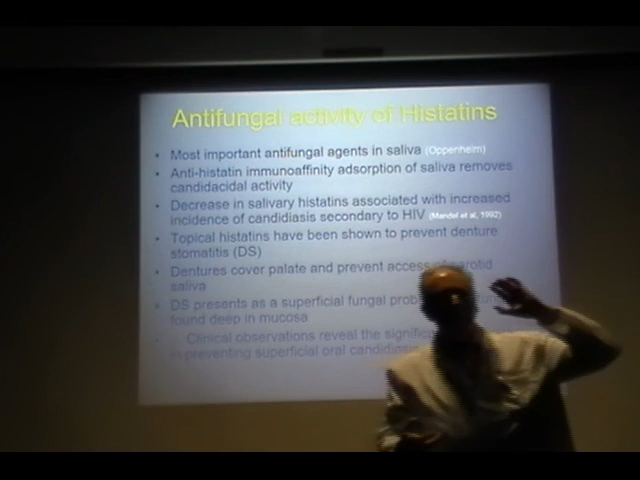 Antifungal activity of Histatins
• Most important antifungal agents in saliva (Oppenheim)
• Anti-histatin immunoaffinity adsorption of saliva removes
candidacidal activity
• Decrease in salivary histatins associated with increased
incidence of candidiasis secondary to HIV (Mandel et al, 1992)
• Topical histatins have been shown to prevent denture
stomatitis (DS)
• Dentures cover palate and prevent access of parotid
saliva
• DS presents as a superficial fungal
found deep in mucosa
• Clinical observations reveal the
in preventing superficial oral